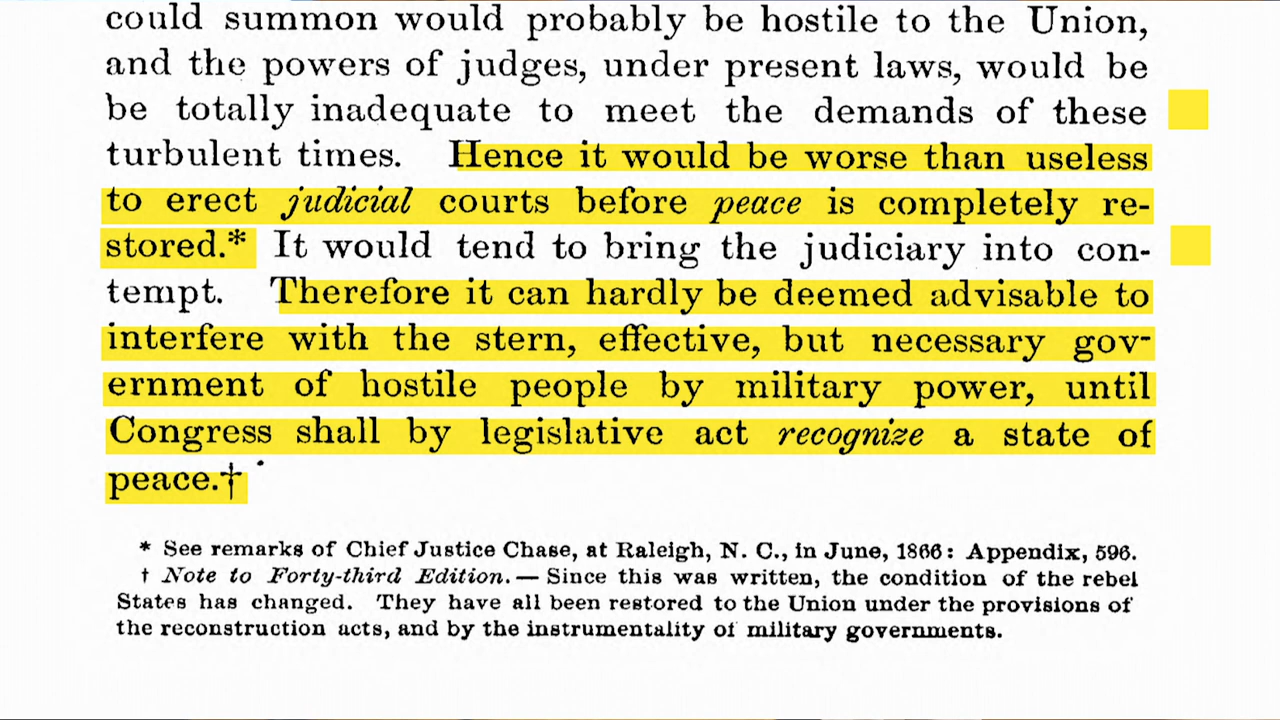 could summon would probably be hostile to the Union,
and the powers of judges, under present laws, would be
be totally inadequate to meet the demands of these
turbulent times. Hence it would be worse than useless
to erect judicial courts before peace is completely re-
stored.* It would tend to bring the judiciary into con-
tempt. Therefore it can hardly be deemed advisable to
interfere with the stern, effective, but necessary gov-
ernment of hostile people by military power, until
Congress shall by legislative act recognize a state of
peace.†
* See remarks of Chief Justice Chase, at Raleigh, N. C., in June, 1866: Appendix, 596.
† Note to Forty-third Edition. — Since this was written, the condition of the rebel
States has changed. They have all been restored to the Union under the provisions of
the reconstruction acts, and by the instrumentality of military governments.